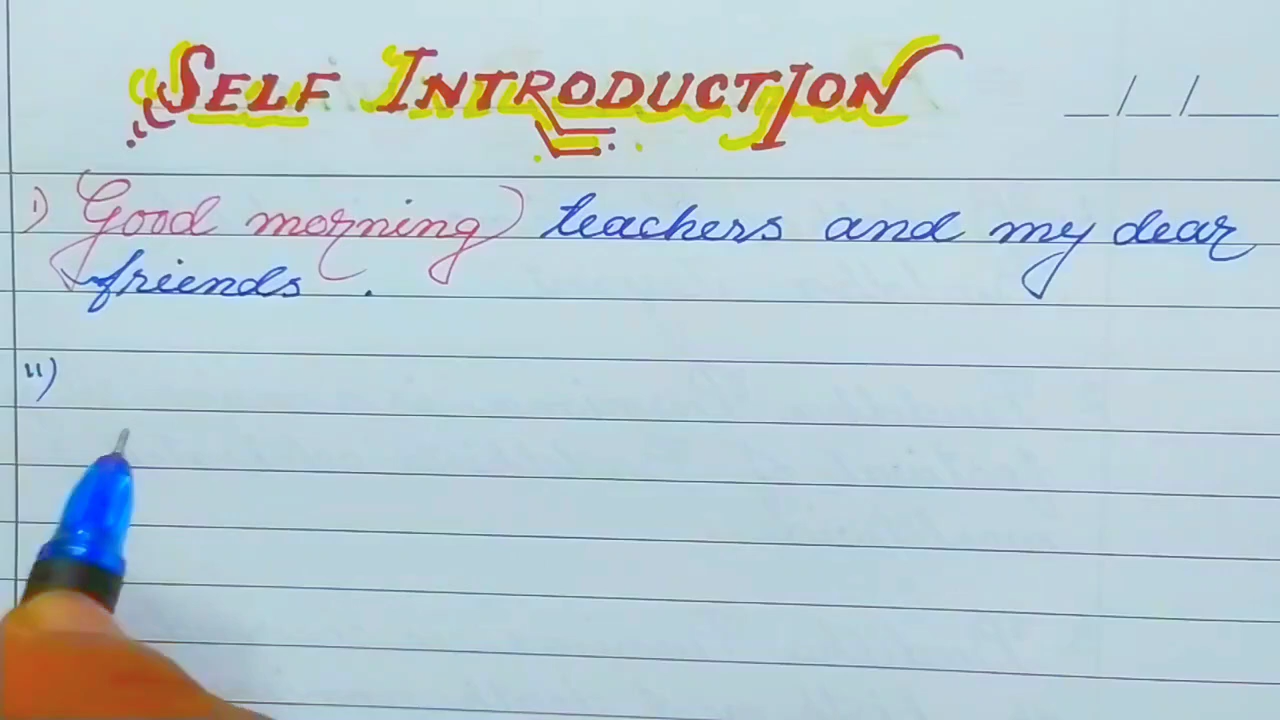 SELF INTRODUCTION
__/__/____
i) Good morning teachers and my dear
friends.
ii)